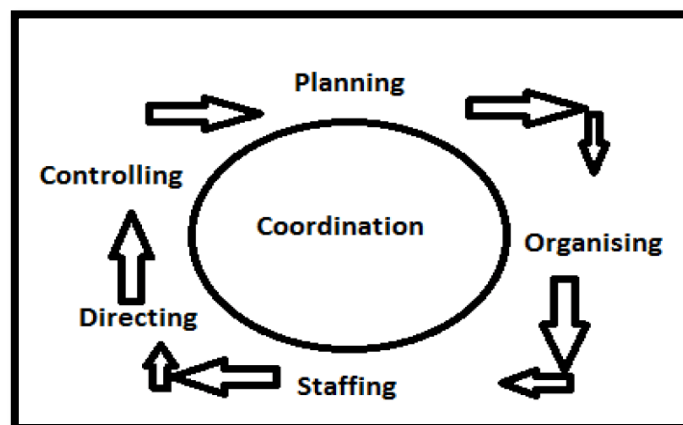 Planning
Controlling
Coordination
Organising
Directing
Staffing